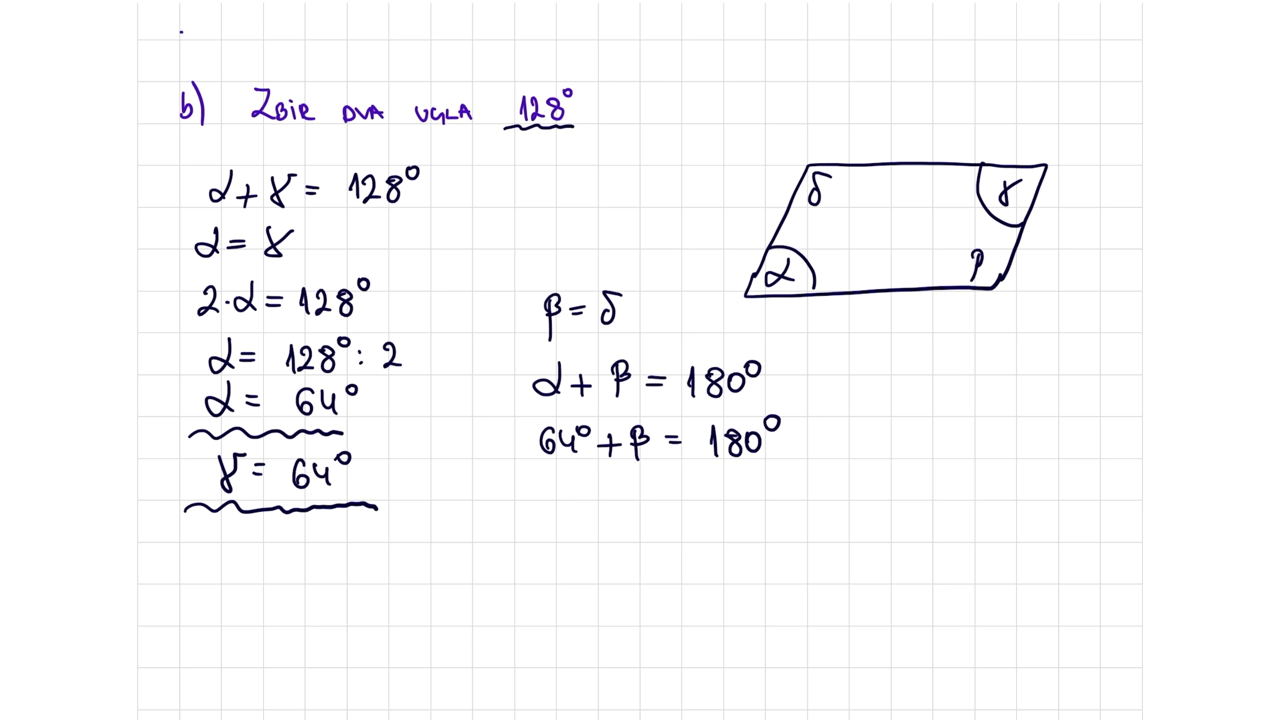 b) ZBIR DVA UGLA 128°
α + γ = 128°
α = γ
2·α = 128°
α = 128° : 2
α = 64°
γ = 64°
β = δ
α + β = 180°
64° + β = 180°
δ γ
α β